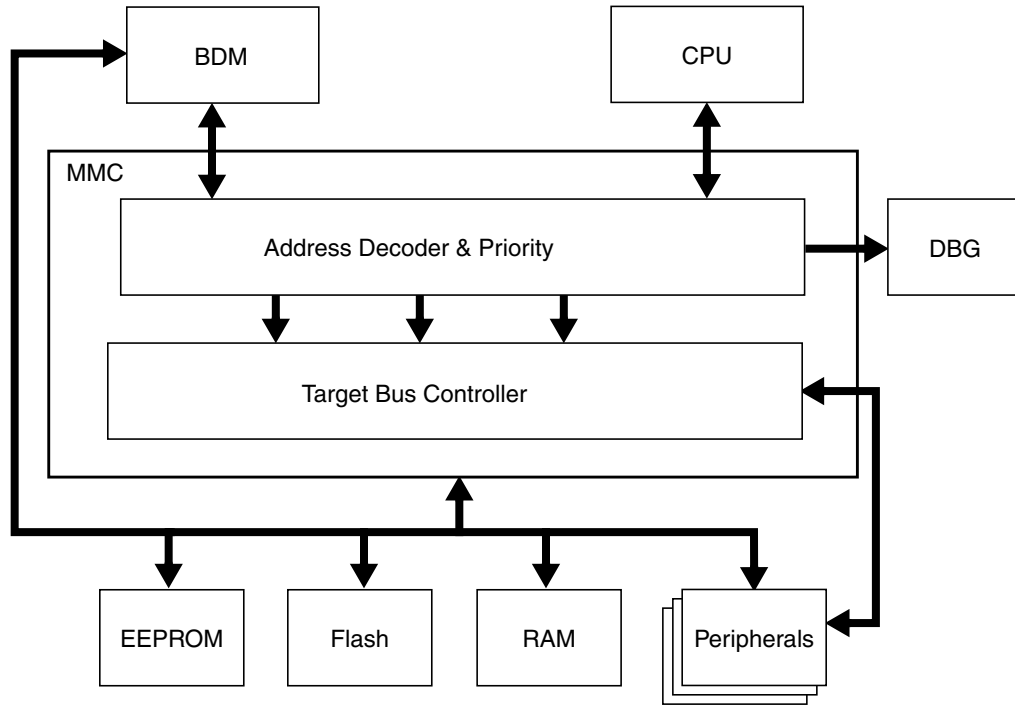 BDM
CPU
MMC
Address Decoder & Priority
DBG
Target Bus Controller
EEPROM
Flash
RAM
Peripherals